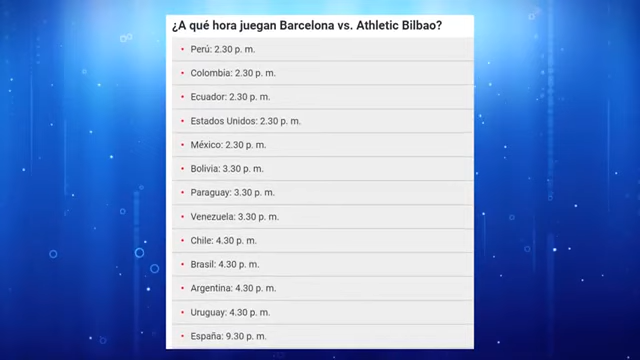 ¿A qué hora juegan Barcelona vs. Athletic Bilbao?
• Perú: 2.30 p. m.
• Colombia: 2.30 p. m.
• Ecuador: 2.30 p. m.
• Estados Unidos: 2.30 p. m.
• México: 2.30 p. m.
• Bolivia: 3.30 p. m.
• Paraguay: 3.30 p. m.
• Venezuela: 3.30 p. m.
• Chile: 4.30 p. m.
• Brasil: 4.30 p. m.
• Argentina: 4.30 p. m.
• Uruguay: 4.30 p. m.
• España: 9.30 p. m.